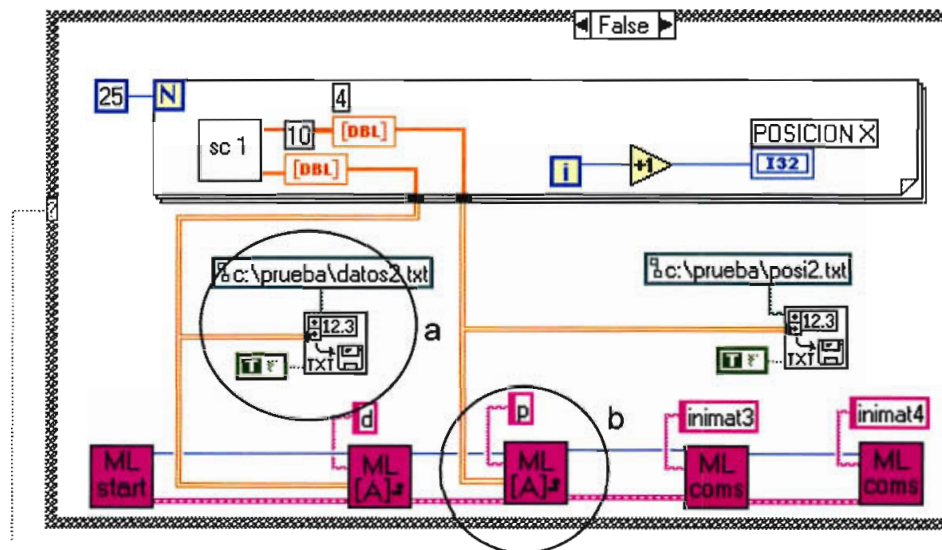 False
25 N
4
sc 1
10
[DBL]
[DBL]
POSICION X
i
+1
I32
?
c:\prueba\datos2.txt
c:\prueba\posi2.txt
12.3
TXT
T F
a
12.3
TXT
T F
d
p
b
inimat3
inimat4
ML
start
ML
[A]
ML
[A]
ML
coms
ML
coms